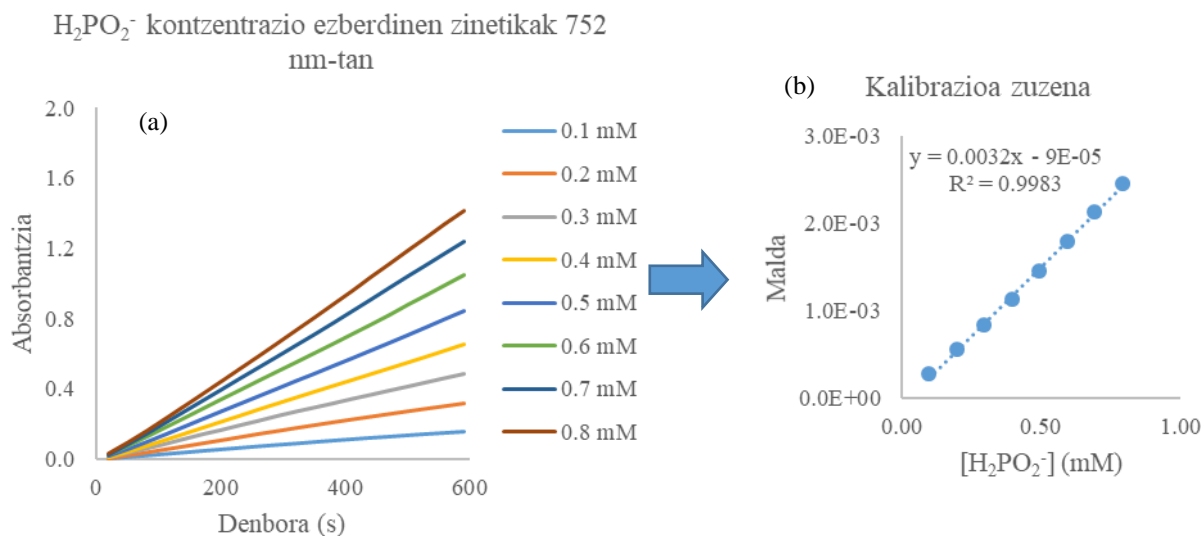 H₂PO₂⁻ kontzentrazio ezberdinen zinetikak 752
nm-tan
(a)
2.0
1.6
1.2
0.8
0.4
0.0
Absorbantzia
0
200
400
600
Denbora (s)
0.1 mM
0.2 mM
0.3 mM
0.4 mM
0.5 mM
0.6 mM
0.7 mM
0.8 mM
(b)
Kalibrazioa zuzena
y = 0.0032x - 9E-05
R² = 0.9983
3.0E-03
2.0E-03
1.0E-03
0.0E+00
Malda
0.00
0.50
1.00
[H₂PO₂⁻] (mM)